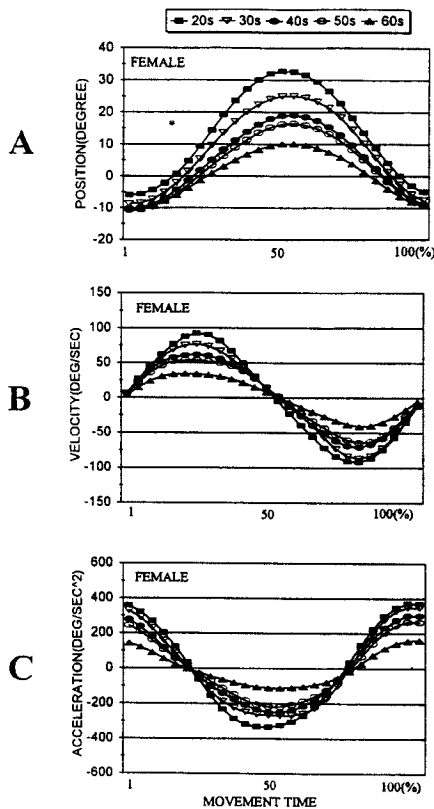 20s 30s 40s 50s 60s
A
FEMALE
POSITION(DEGREE)
40
30
20
10
0
-10
-20
1 50 100(%)
B
FEMALE
VELOCITY(DEG/SEC)
150
100
50
0
-50
-100
-150
1 50 100(%)
C
FEMALE
ACCELERATION(DEG/SEC^2)
600
400
200
0
-200
-400
-600
1 50 100(%)
MOVEMENT TIME